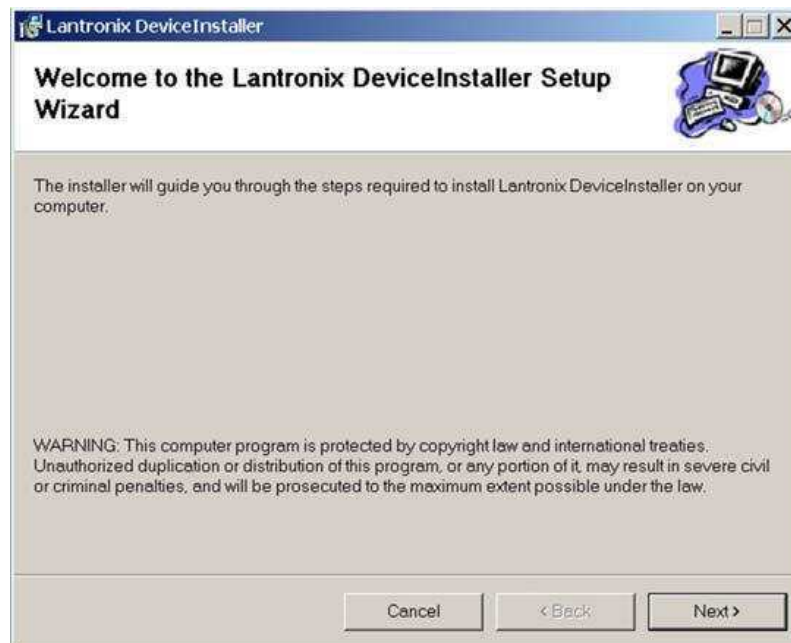 Lantronix DeviceInstaller
Welcome to the Lantronix DeviceInstaller Setup
Wizard
The installer will guide you through the steps required to install Lantronix DeviceInstaller on your
computer.
WARNING: This computer program is protected by copyright law and international treaties.
Unauthorized duplication or distribution of this program, or any portion of it, may result in severe civil
or criminal penalties, and will be prosecuted to the maximum extent possible under the law.
Cancel
< Back
Next >